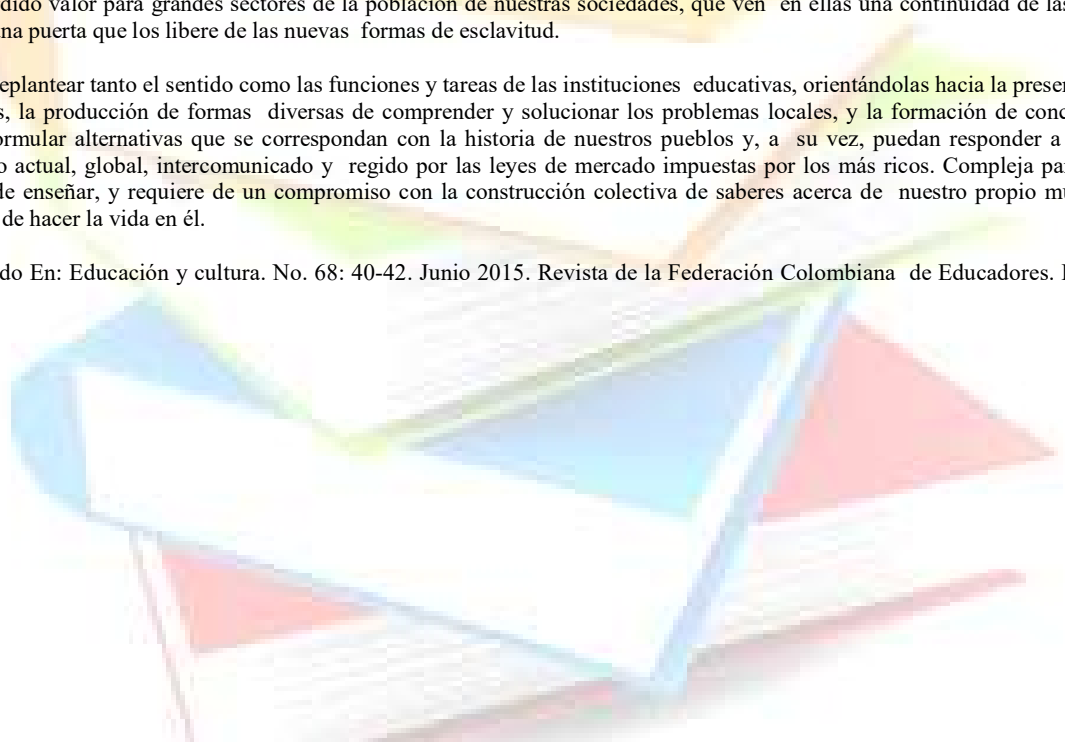 dido valor para grandes sectores de la población de nuestras sociedades, que ven en ellas una continuidad de las
una puerta que los libere de las nuevas formas de esclavitud.
eplantear tanto el sentido como las funciones y tareas de las instituciones educativas, orientándolas hacia la
s, la producción de formas diversas de comprender y solucionar los problemas locales, y la formación de
ormular alternativas que se correspondan con la historia de nuestros pueblos y, a su vez, puedan responder a
o actual, global, intercomunicado y regido por las leyes de mercado impuestas por los más ricos. Compleja
de enseñar, y requiere de un compromiso con la construcción colectiva de saberes acerca de nuestro propio
de hacer la vida en él.
do En: Educación y cultura. No. 68: 40-42. Junio 2015. Revista de la Federación Colombiana de Educadores.